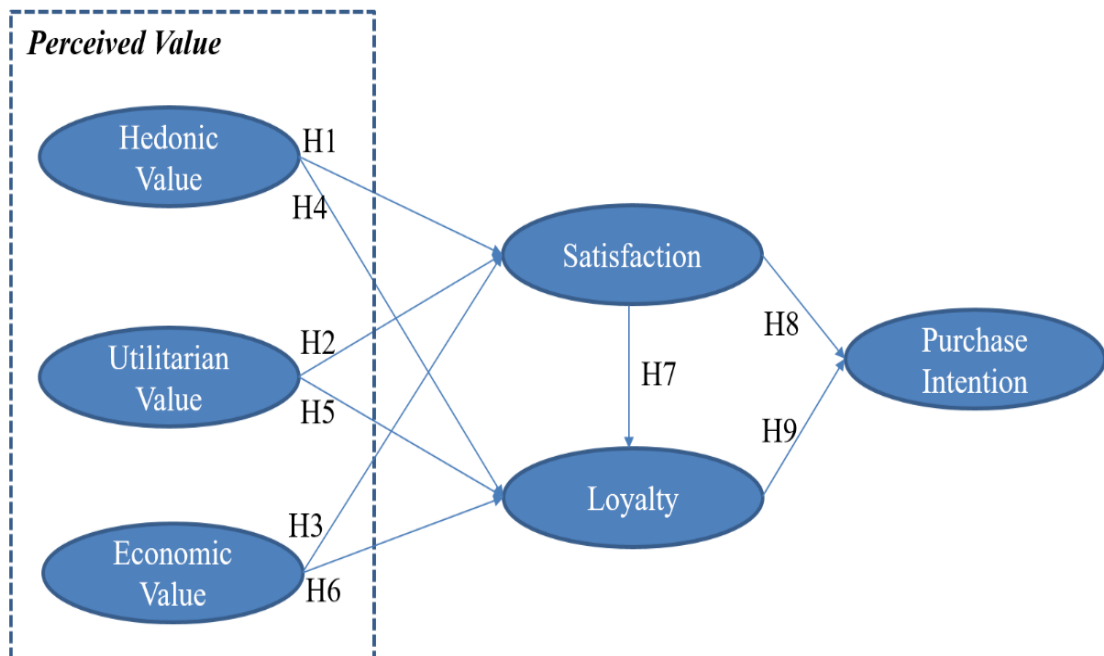 Perceived Value
Hedonic
Value
H1
H4
Utilitarian
Value
H2
H5
Economic
Value
H3
H6
Satisfaction
H7
Loyalty
H8
H9
Purchase
Intention